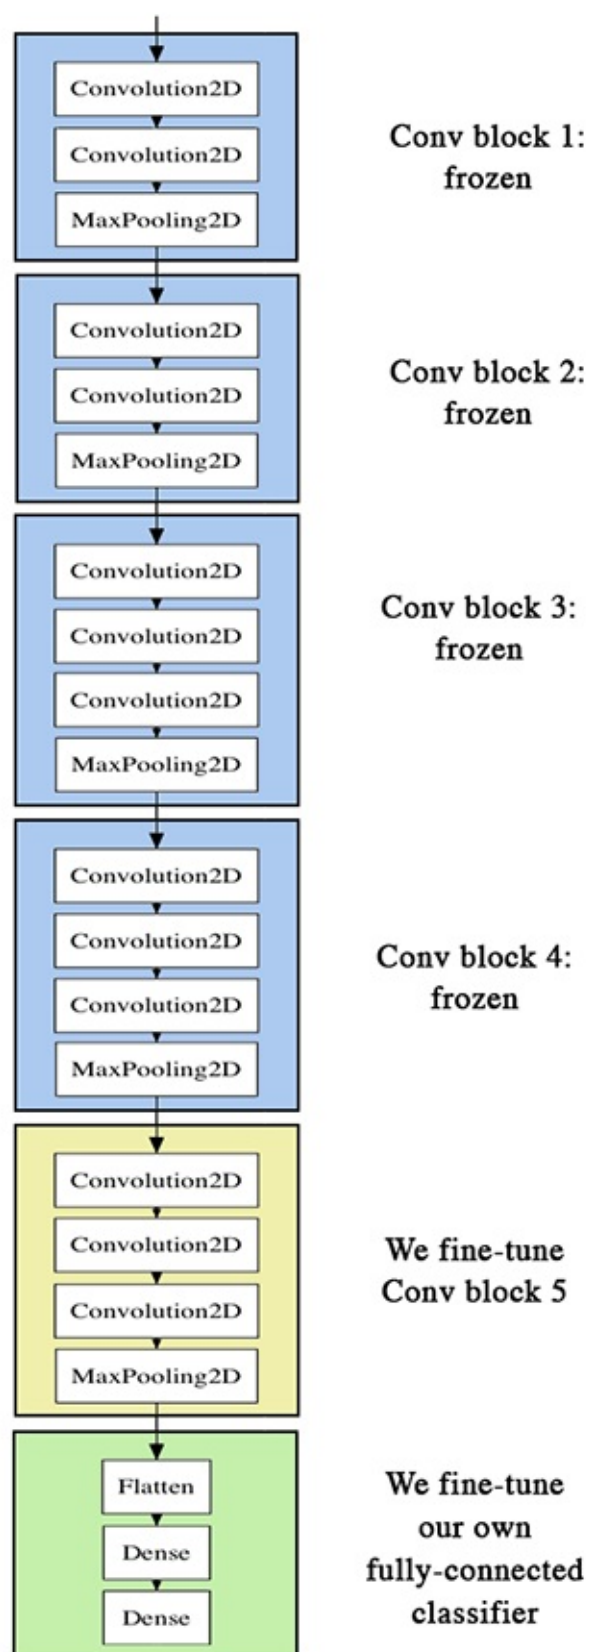 Convolution2D
Convolution2D
MaxPooling2D
Conv block 1:
frozen
Convolution2D
Convolution2D
MaxPooling2D
Conv block 2:
frozen
Convolution2D
Convolution2D
Convolution2D
MaxPooling2D
Conv block 3:
frozen
Convolution2D
Convolution2D
Convolution2D
MaxPooling2D
Conv block 4:
frozen
Convolution2D
Convolution2D
Convolution2D
MaxPooling2D
We fine-tune
Conv block 5
Flatten
Dense
Dense
We fine-tune
our own
fully-connected
classifier